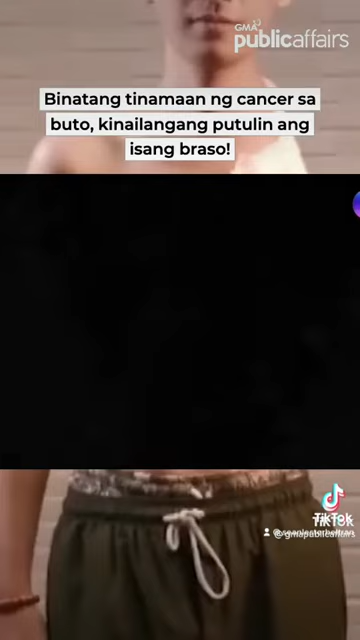 GMA
publicaffairs
Binatang tinamaan ng cancer sa
buto, kinailangang putulin ang
isang braso!
TikTok
@gmapublicaffairs